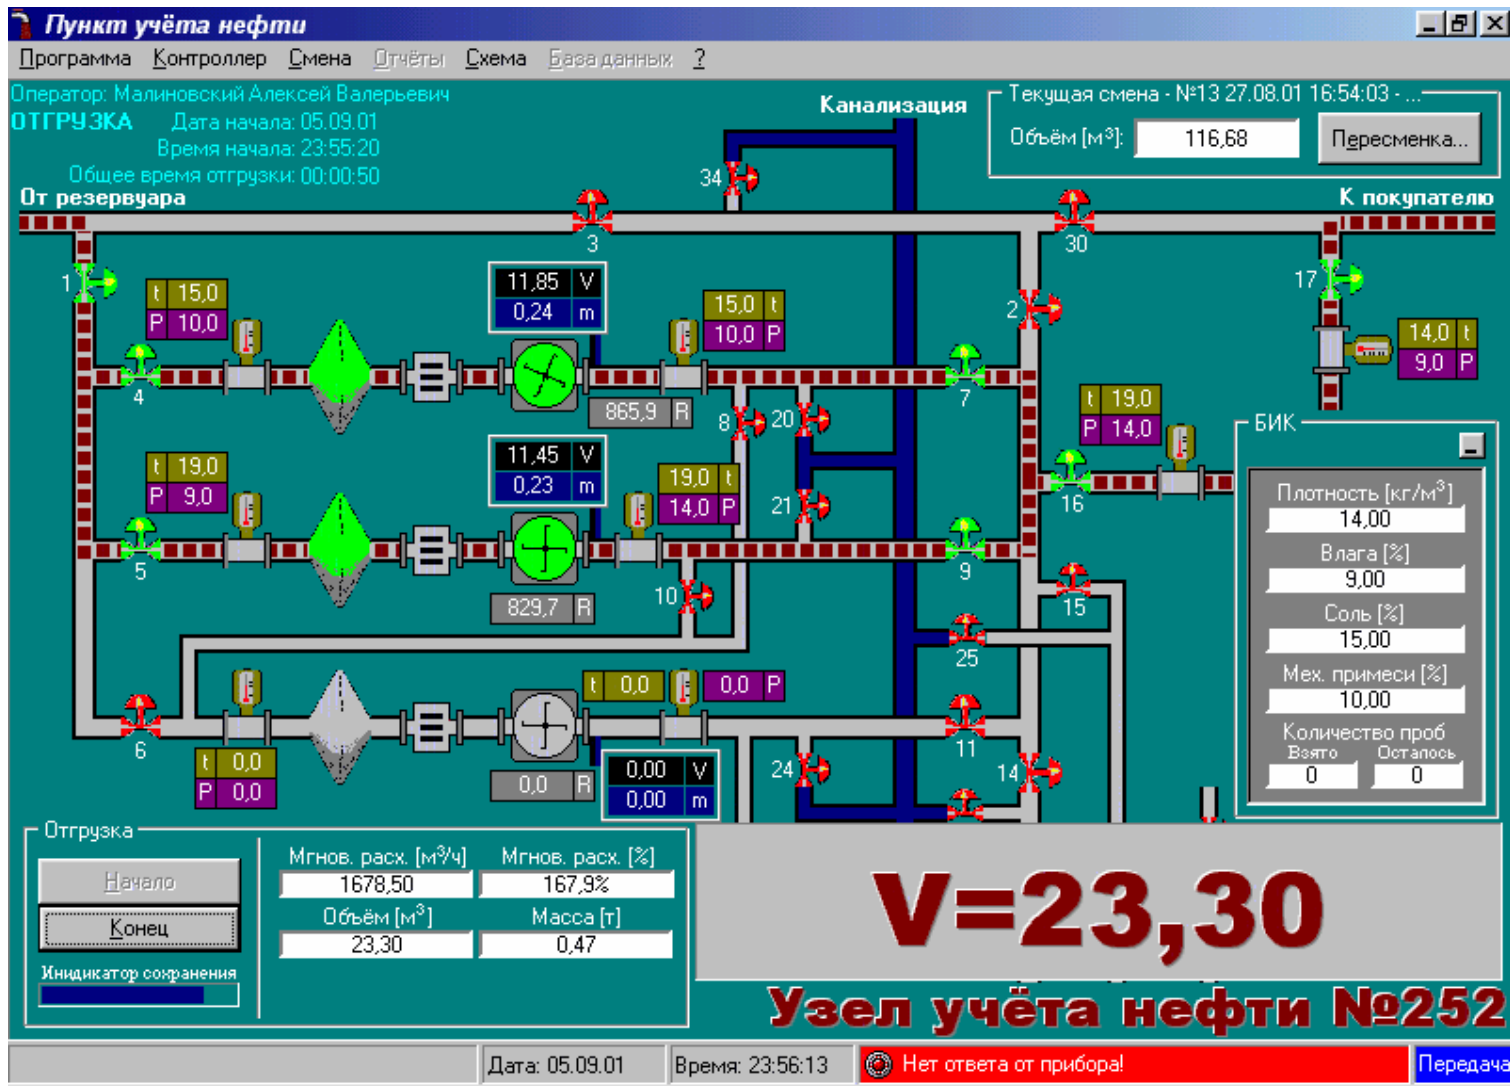 Пункт учёта нефти
Программа Контроллер Смена Отчёты Схема База данных ?
Оператор: Малиновский Алексей Валерьевич
ОТГРУЗКА Дата начала: 05.09.01
Время начала: 23:55:20
Общее время отгрузки: 00:00:50
Канализация
Текущая смена - №13 27.08.01 16:54:03 - ...
Объём [м³]: 116,68 Пересменка...
От резервуара
К покупателю
34
3
30
1
17
2
t 15,0
P 10,0
11,85 V
0,24 m
15,0 t
10,0 P
14,0 t
9,0 P
4
865,9 R
8
20
7
t 19,0
P 14,0
t 19,0
P 9,0
11,45 V
0,23 m
19,0 t
14,0 P
21
16
5
829,7 R
10
9
15
25
t 0,0
0,0 P
6
t 0,0
P 0,0
0,0 R
0,00 V
0,00 m
24
11
14
БИК
Плотность [кг/м³]
14,00
Влага [%]
9,00
Соль [%]
15,00
Мех. примеси [%]
10,00
Количество проб
Взято Осталось
0 0
Отгрузка
Начало
Конец
Инидикатор сохранения
Мгнов. расх. [м³/ч] Мгнов. расх. [%]
1678,50 167,9%
Объём [м³] Масса [т]
23,30 0,47
V=23,30
Узел учёта нефти №252
Дата: 05.09.01 Время: 23:56:13 Нет ответа от прибора! Передача